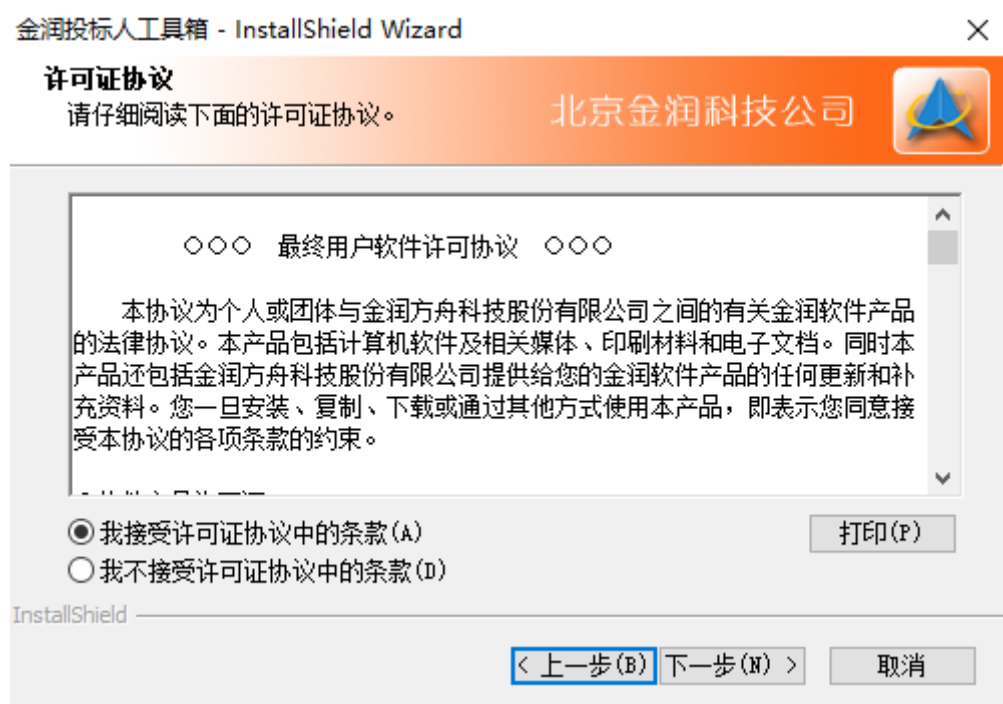 金润投标人工具箱 - InstallShield Wizard
许可证协议
请仔细阅读下面的许可证协议。
北京金润科技公司
○○○ 最终用户软件许可协议 ○○○
本协议为个人或团体与金润方舟科技股份有限公司之间的有关金润软件产品
的法律协议。本产品包括计算机软件及相关媒体、印刷材料和电子文档。同时本
产品还包括金润方舟科技股份有限公司提供给您的金润软件产品的任何更新和补
充资料。您一旦安装、复制、下载或通过其他方式使用本产品，即表示您同意接
受本协议的各项条款的约束。
我接受许可证协议中的条款(A)
打印(P)
我不接受许可证协议中的条款(D)
InstallShield
< 上一步(B) 下一步(N) > 取消